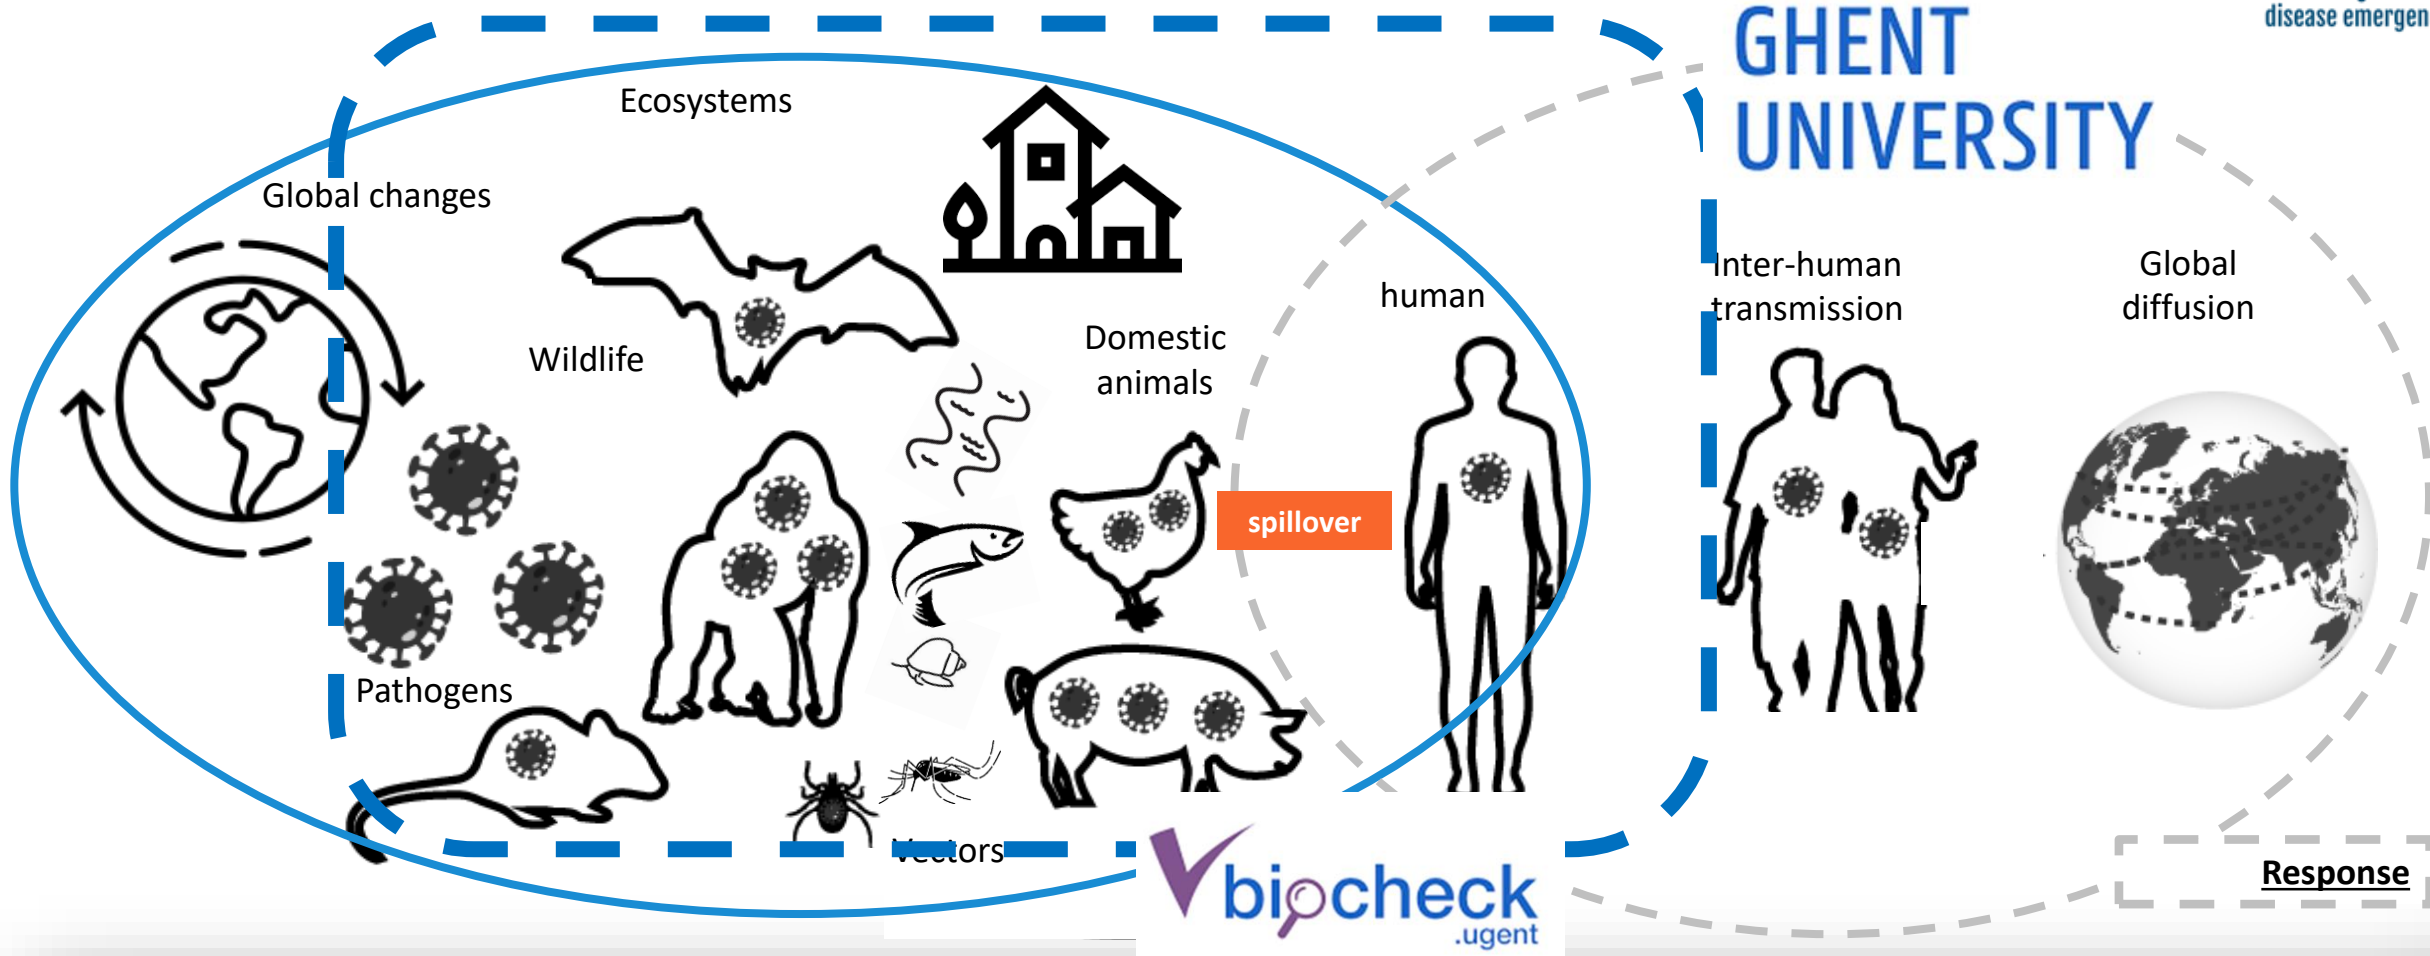 disease emergen
GHENT
UNIVERSITY
Ecosystems
Global changes
Inter-human
transmission
Global
diffusion
human
Domestic
animals
Wildlife
spillover
Pathogens
Vectors
Response
biocheck
.ugent